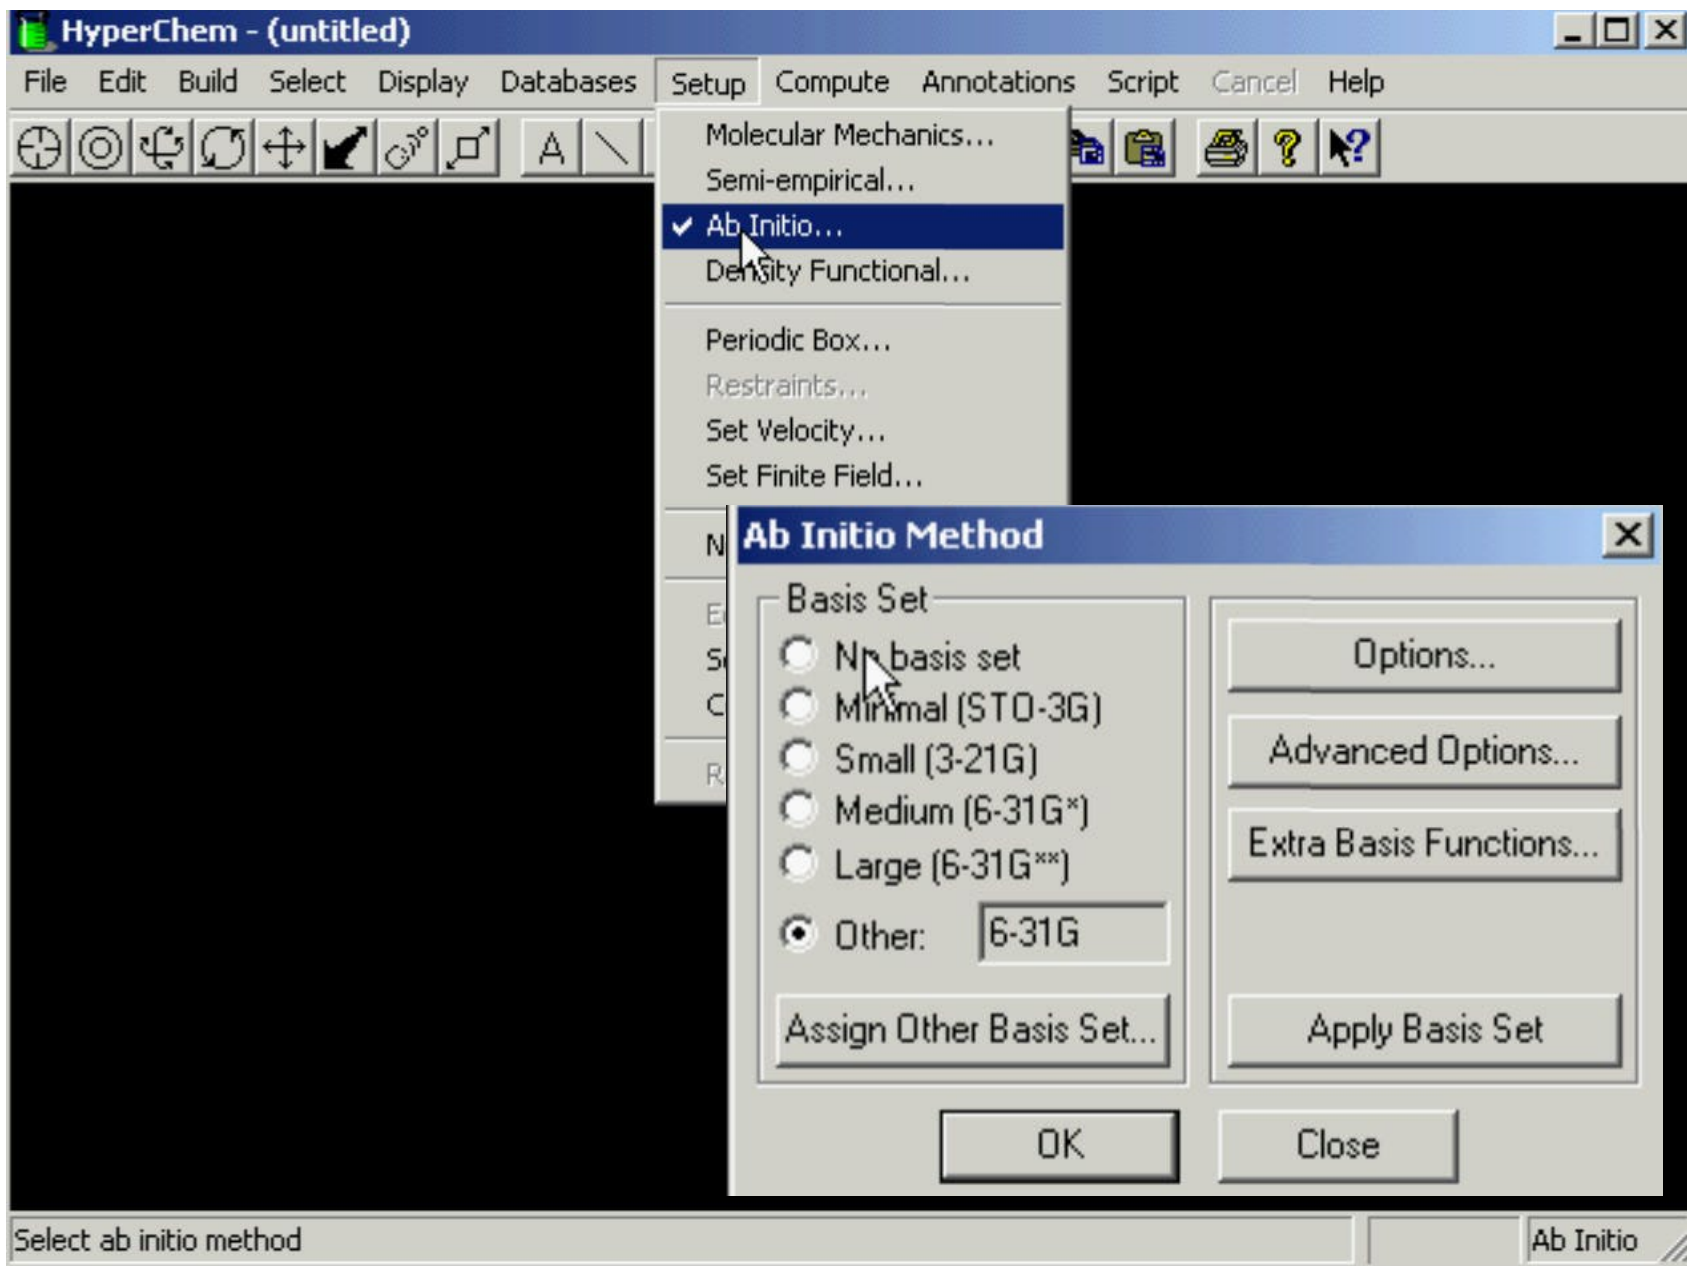 HyperChem - (untitled)
File Edit Build Select Display Databases Setup Compute Annotations Script Cancel Help
A
Molecular Mechanics...
Semi-empirical...
Ab Initio...
Density Functional...
Periodic Box...
Restraints...
Set Velocity...
Set Finite Field...
Ab Initio Method
Basis Set
No basis set
Minimal (STO-3G)
Small (3-21G)
Medium (6-31G*)
Large (6-31G**)
Other: 6-31G
Assign Other Basis Set...
Options...
Advanced Options...
Extra Basis Functions...
Apply Basis Set
OK Close
Select ab initio method
Ab Initio